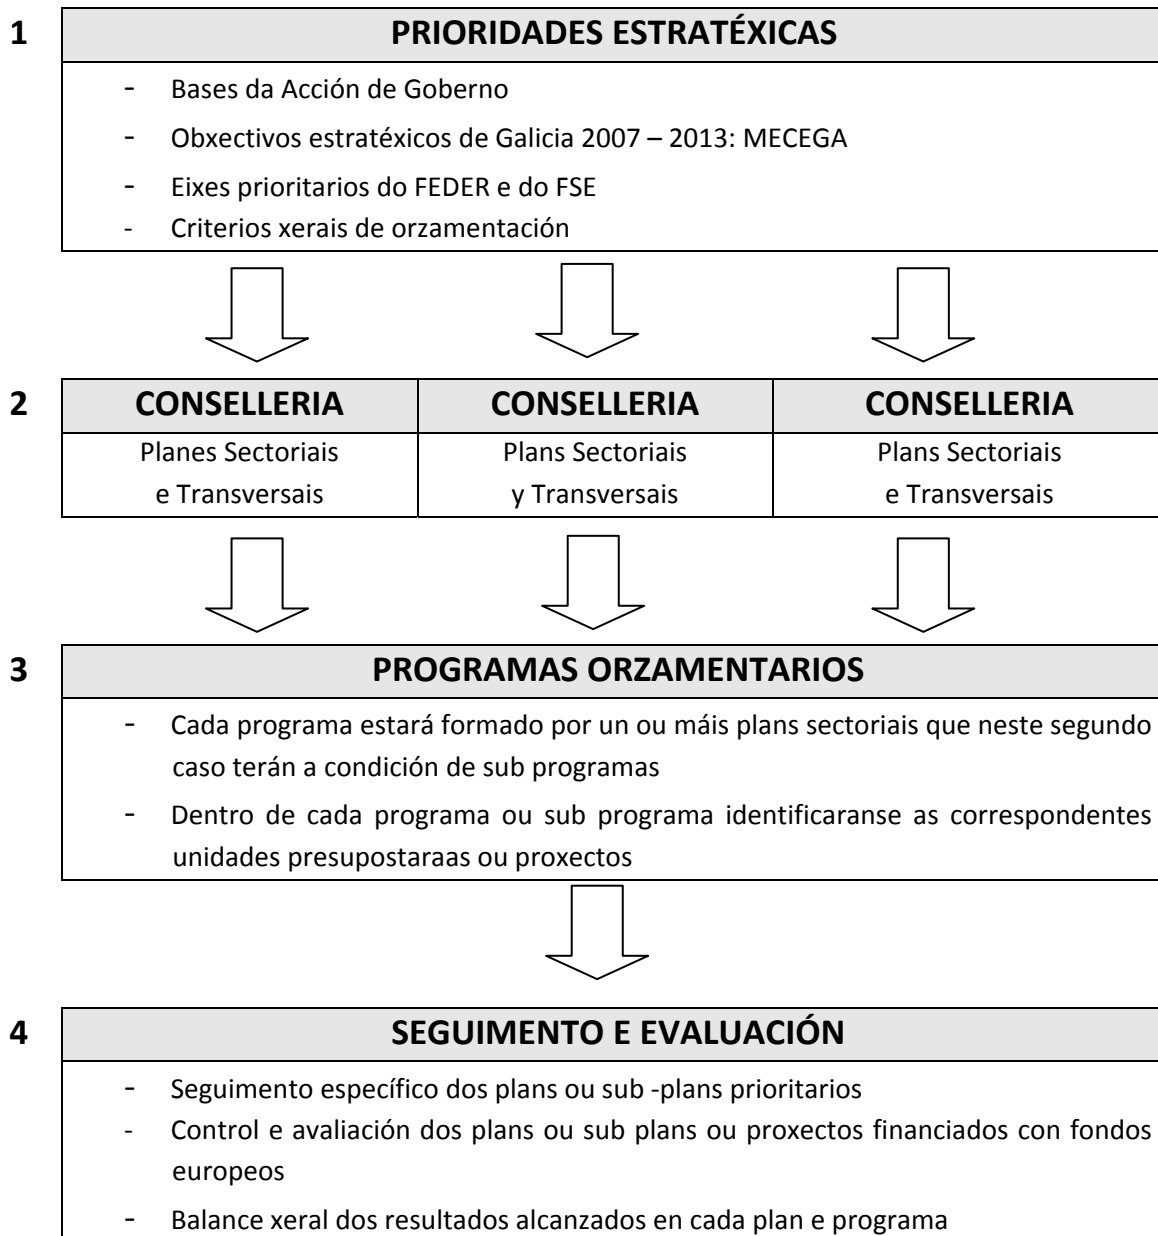 1 PRIORIDADES ESTRATÉXICAS
- Bases da Acción de Goberno
- Obxectivos estratéxicos de Galicia 2007 – 2013: MECEGA
- Eixes prioritarios do FEDER e do FSE
- Criterios xerais de orzamentación
2 CONSELLERIA CONSELLERIA CONSELLERIA
Planes Sectoriais Plans Sectoriais Plans Sectoriais
e Transversais y Transversais e Transversais
3 PROGRAMAS ORZAMENTARIOS
- Cada programa estará formado por un ou máis plans sectoriais que neste segundo
caso terán a condición de sub programas
- Dentro de cada programa ou sub programa identificaranse as correspondentes
unidades presupostaraas ou proxectos
4 SEGUIMENTO E EVALUACIÓN
- Seguimento específico dos plans ou sub -plans prioritarios
- Control e avaliación dos plans ou sub plans ou proxectos financiados con fondos
europeos
- Balance xeral dos resultados alcanzados en cada plan e programa